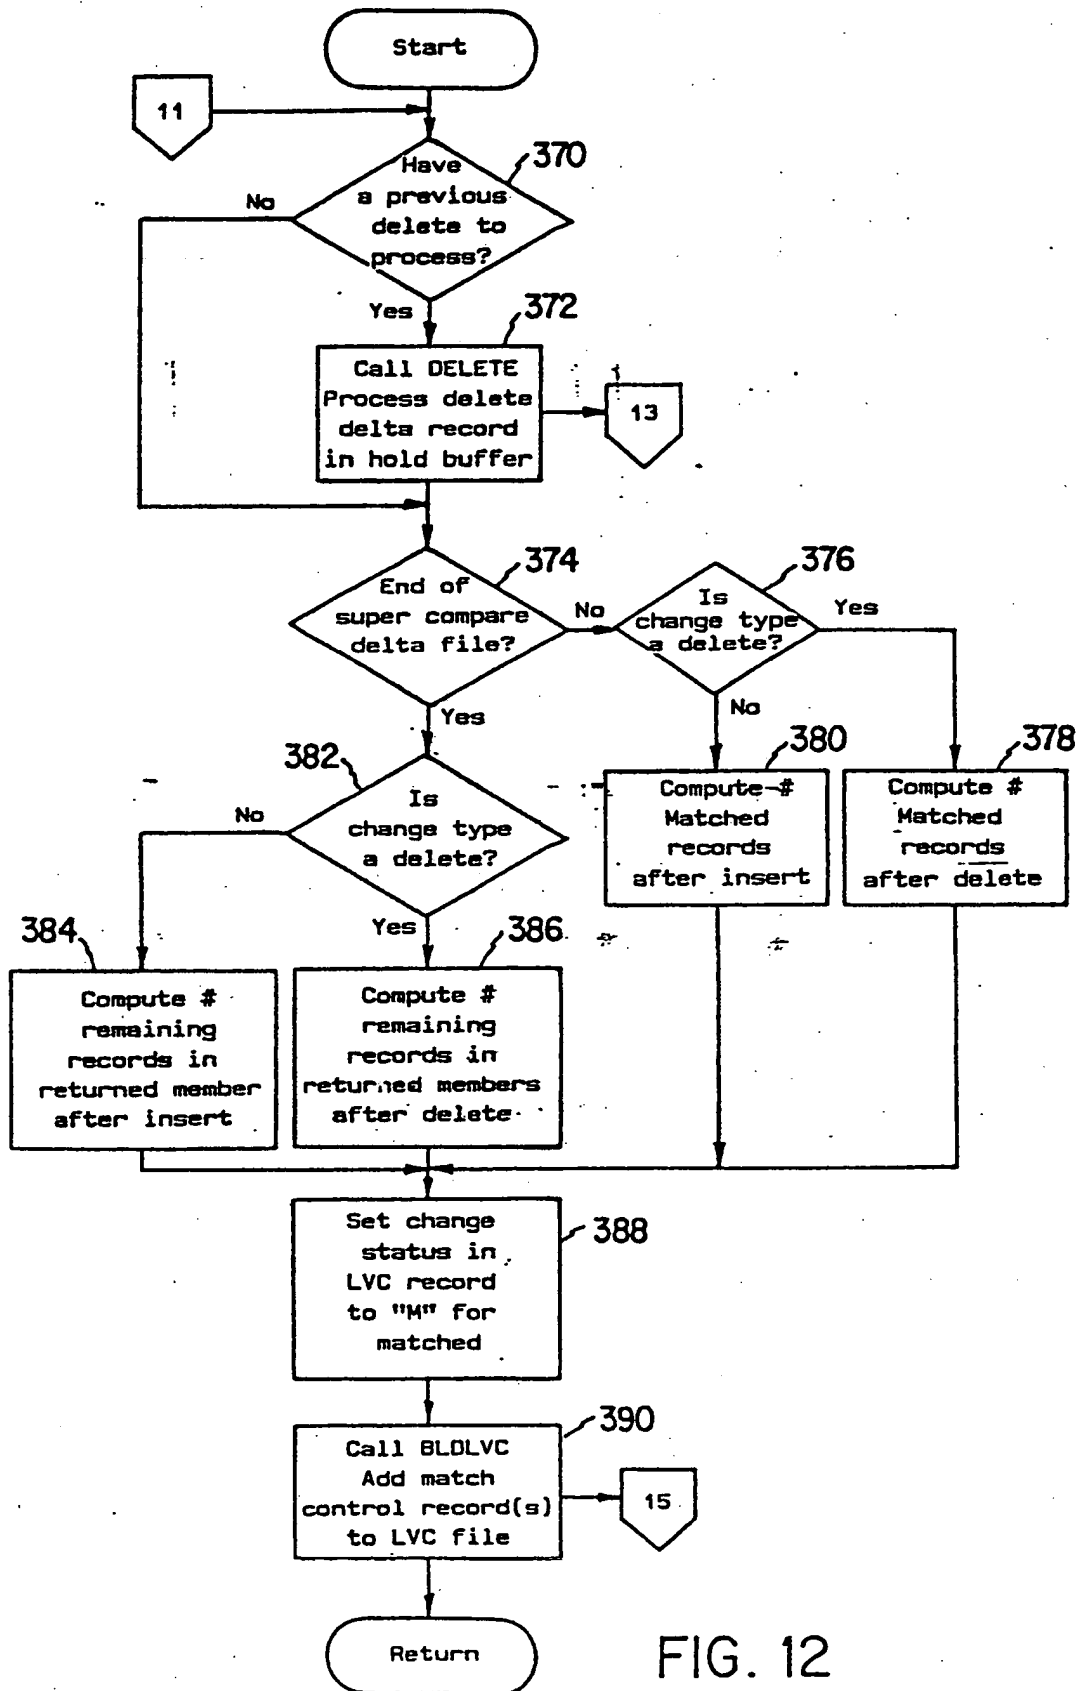 Start
11
370
Have
a previous
delete to
process?
No
Yes
372
Call DELETE
Process delete
delta record
in hold buffer
13
374
End of
super compare
delta file?
No
376
Is
change type
a delete?
Yes
Yes
No
382
Is
change type
a delete?
No
Yes
380
Compute #
Matched
records
after insert
378
Compute #
Matched
records
after delete
384
Compute #
remaining
records in
returned member
after insert
386
Compute #
remaining
records in
returned members
after delete
388
Set change
status in
LVC record
to "M" for
matched
390
Call BLDLVC
Add match
control record(s)
to LVC file
15
Return
FIG. 12